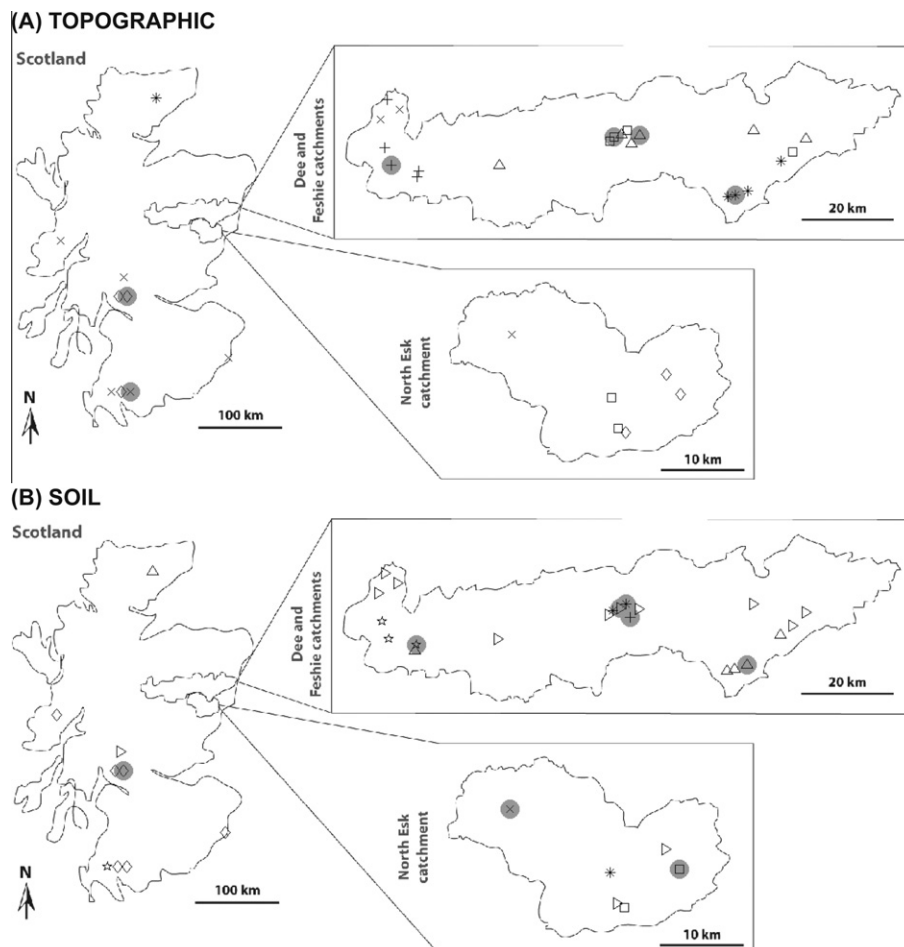 (A) TOPOGRAPHIC
Scotland
Dee and
Feshie catchments
20 km
North Esk
catchment
N
100 km
10 km
(B) SOIL
Scotland
Dee and
Feshie catchments
20 km
North Esk
catchment
N
100 km
10 km